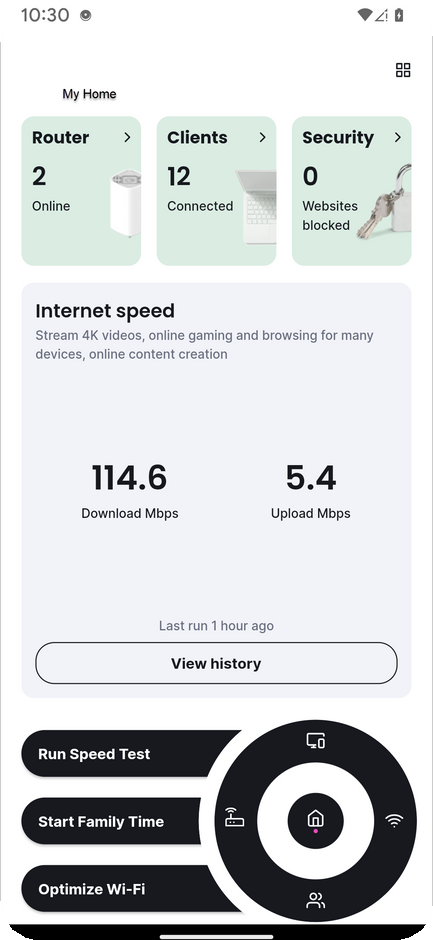 10:30
My Home
Router
2
Online
Clients
12
Connected
Security
0
Websites
blocked
Internet speed
Stream 4K videos, online gaming and browsing for many
devices, online content creation
114.6
Download Mbps
5.4
Upload Mbps
Last run 1 hour ago
View history
Run Speed Test
Start Family Time
Optimize Wi-Fi